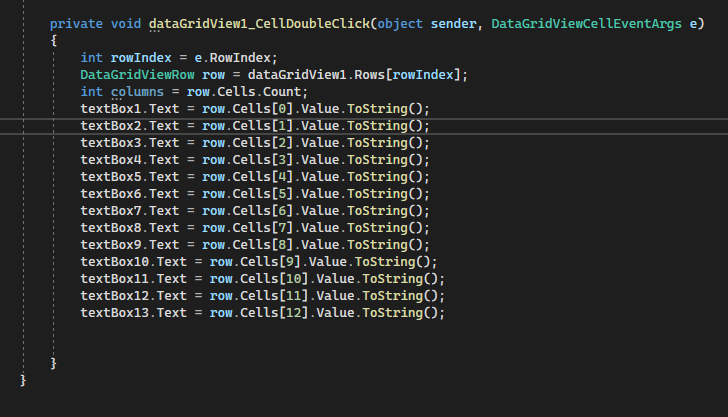 private void dataGridView1_CellDoubleClick(object sender, DataGridViewCellEventArgs e)
{
int rowIndex = e.RowIndex;
DataGridViewRow row = dataGridView1.Rows[rowIndex];
int columns = row.Cells.Count;
textBox1.Text = row.Cells[0].Value.ToString();
textBox2.Text = row.Cells[1].Value.ToString();
textBox3.Text = row.Cells[2].Value.ToString();
textBox4.Text = row.Cells[3].Value.ToString();
textBox5.Text = row.Cells[4].Value.ToString();
textBox6.Text = row.Cells[5].Value.ToString();
textBox7.Text = row.Cells[6].Value.ToString();
textBox8.Text = row.Cells[7].Value.ToString();
textBox9.Text = row.Cells[8].Value.ToString();
textBox10.Text = row.Cells[9].Value.ToString();
textBox11.Text = row.Cells[10].Value.ToString();
textBox12.Text = row.Cells[11].Value.ToString();
textBox13.Text = row.Cells[12].Value.ToString();
}
}